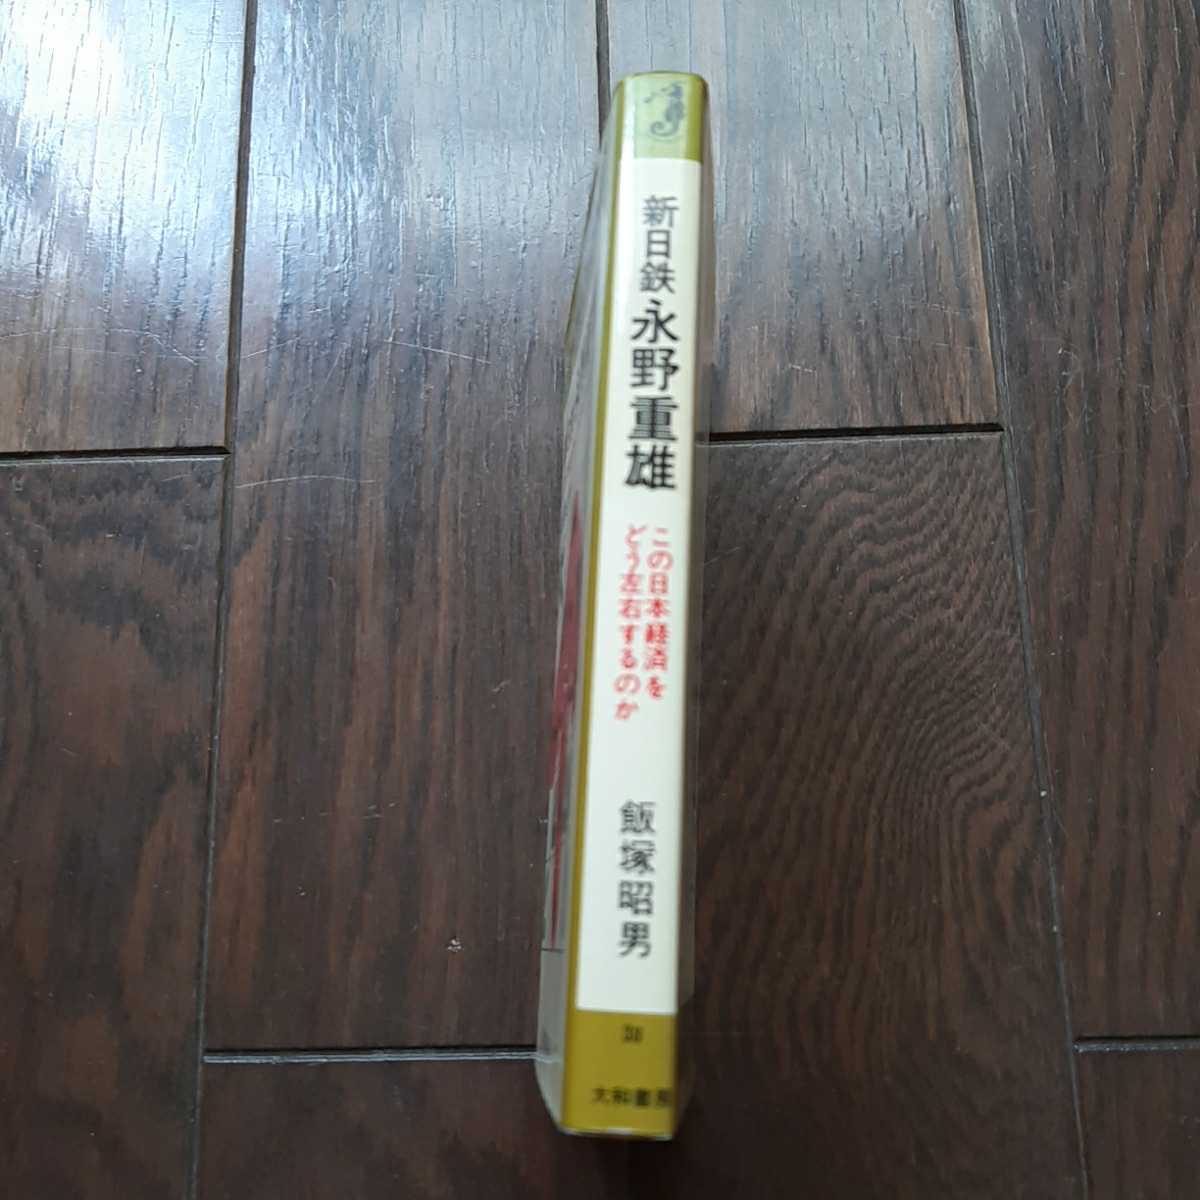 新日鉄永野重雄
この日本経済を
どう左右するのか
飯塚昭男
38
大和書房